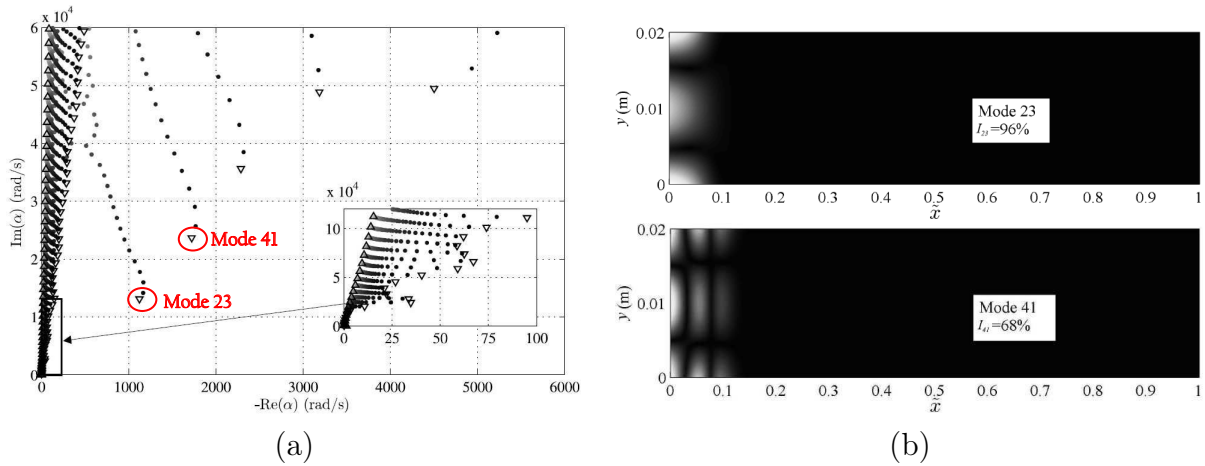 x 10⁴
6
5
4
3
2
1
0
Im(α) (rad/s)
0 1000 2000 3000 4000 5000 6000
-Re(α) (rad/s)
Mode 41
Mode 23
x 10⁴
10
5
0
0 25 50 75 100
(a)
0.02
0.01
0
y (m)
Mode 23
I₂₃=96%
0 0.1 0.2 0.3 0.4 0.5 0.6 0.7 0.8 0.9 1
x̃
0.02
0.01
0
y (m)
Mode 41
I₄₁=68%
0 0.1 0.2 0.3 0.4 0.5 0.6 0.7 0.8 0.9 1
x̃
(b)